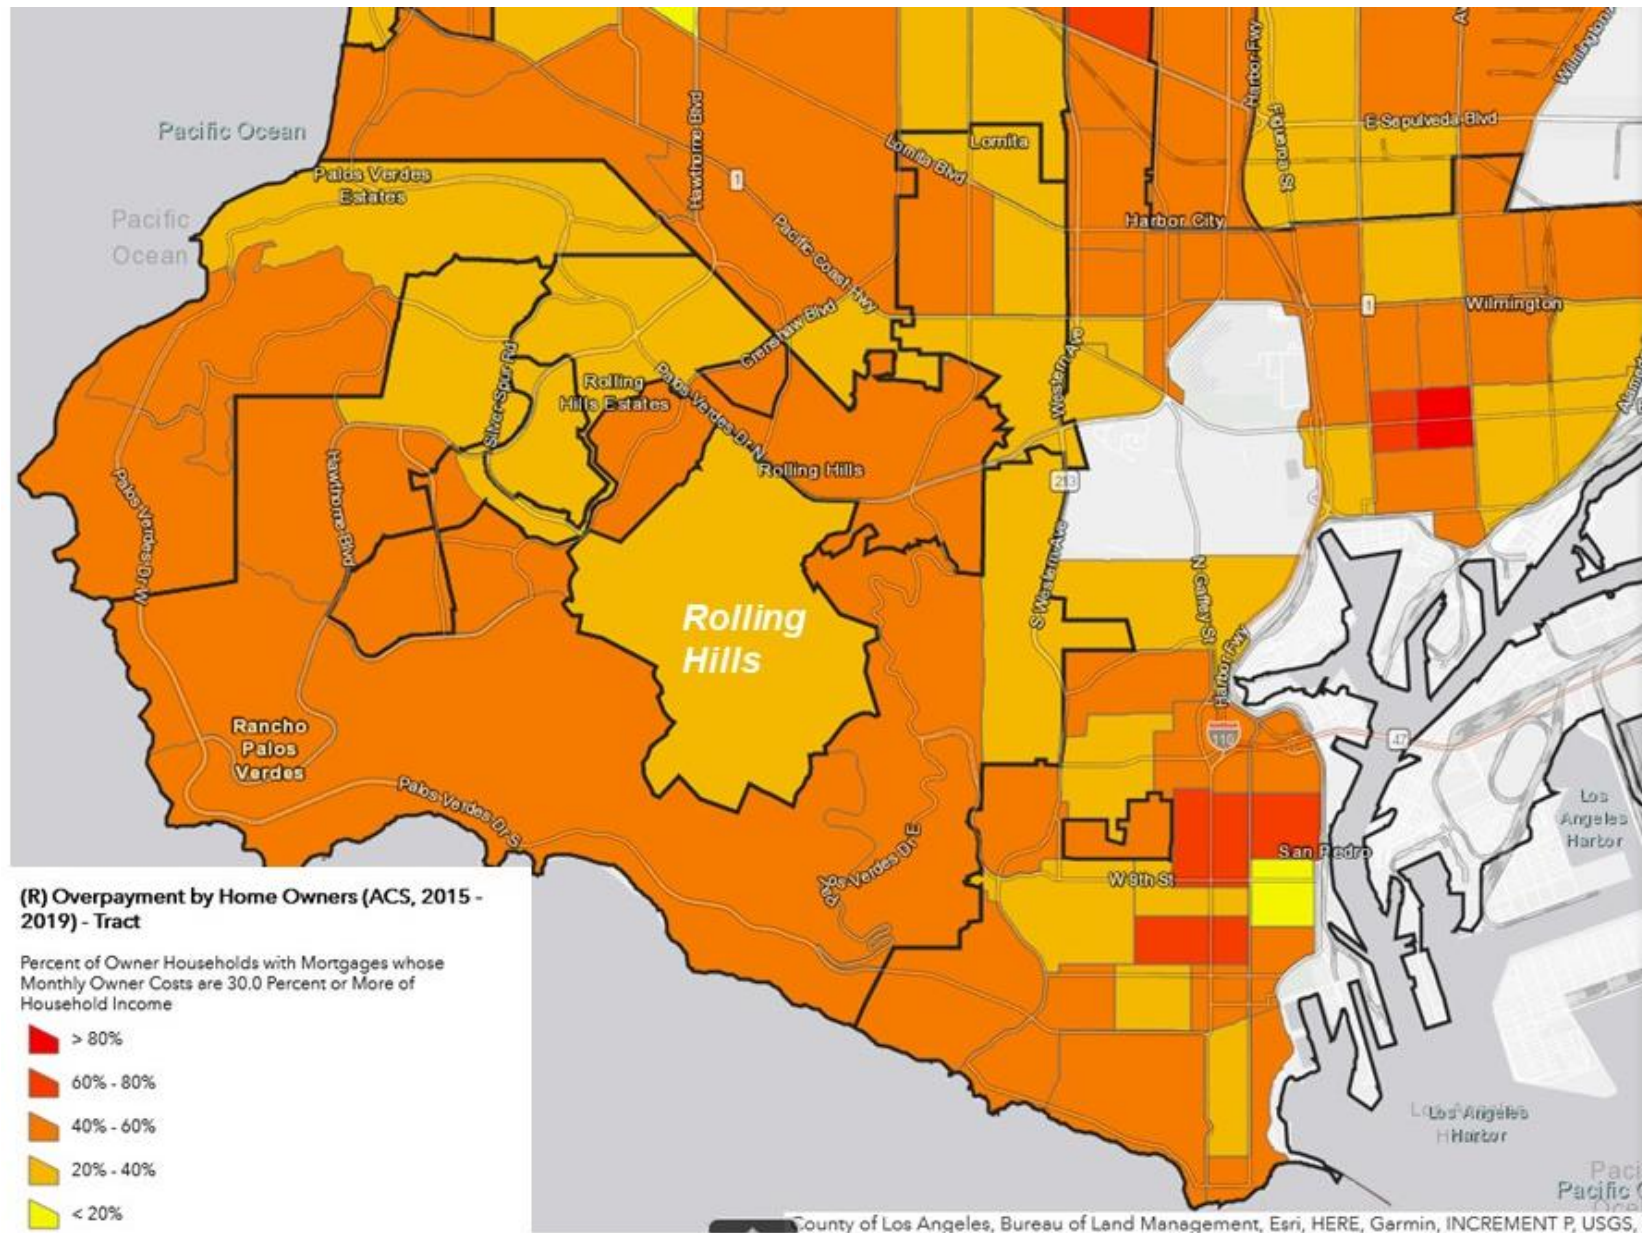 Pacific Ocean
Pacific
Ocean
Palos Verdes
Estates
Hawthorne Blvd
1
Lomita Blvd
Lomita
Harbor Fwy
Figueroa St
E Sepulveda Blvd
Wilmington
Harbor City
Pacific Coast Hwy
Crenshaw Blvd
1
Wilmington
Silver Spur Rd
Rolling
Hills Estates
Palos Verdes Dr N
Western Ave
Rolling Hills
213
Palos Verdes Dr W
Hawthorne Blvd
S Western Ave
N Gaffey St
Harbor Fwy
Rolling
Hills
Rancho
Palos
Verdes
110
47
Palos Verdes Dr S
Palos Verdes Dr E
Los
Angeles
Harbor
San Pedro
W 9th St
(R) Overpayment by Home Owners (ACS, 2015 -
2019) - Tract
Percent of Owner Households with Mortgages whose
Monthly Owner Costs are 30.0 Percent or More of
Household Income
> 80%
60% - 80%
40% - 60%
20% - 40%
< 20%
Los Angeles
Harbor
Pacific
County of Los Angeles, Bureau of Land Management, Esri, HERE, Garmin, INCREMENT P, USGS,